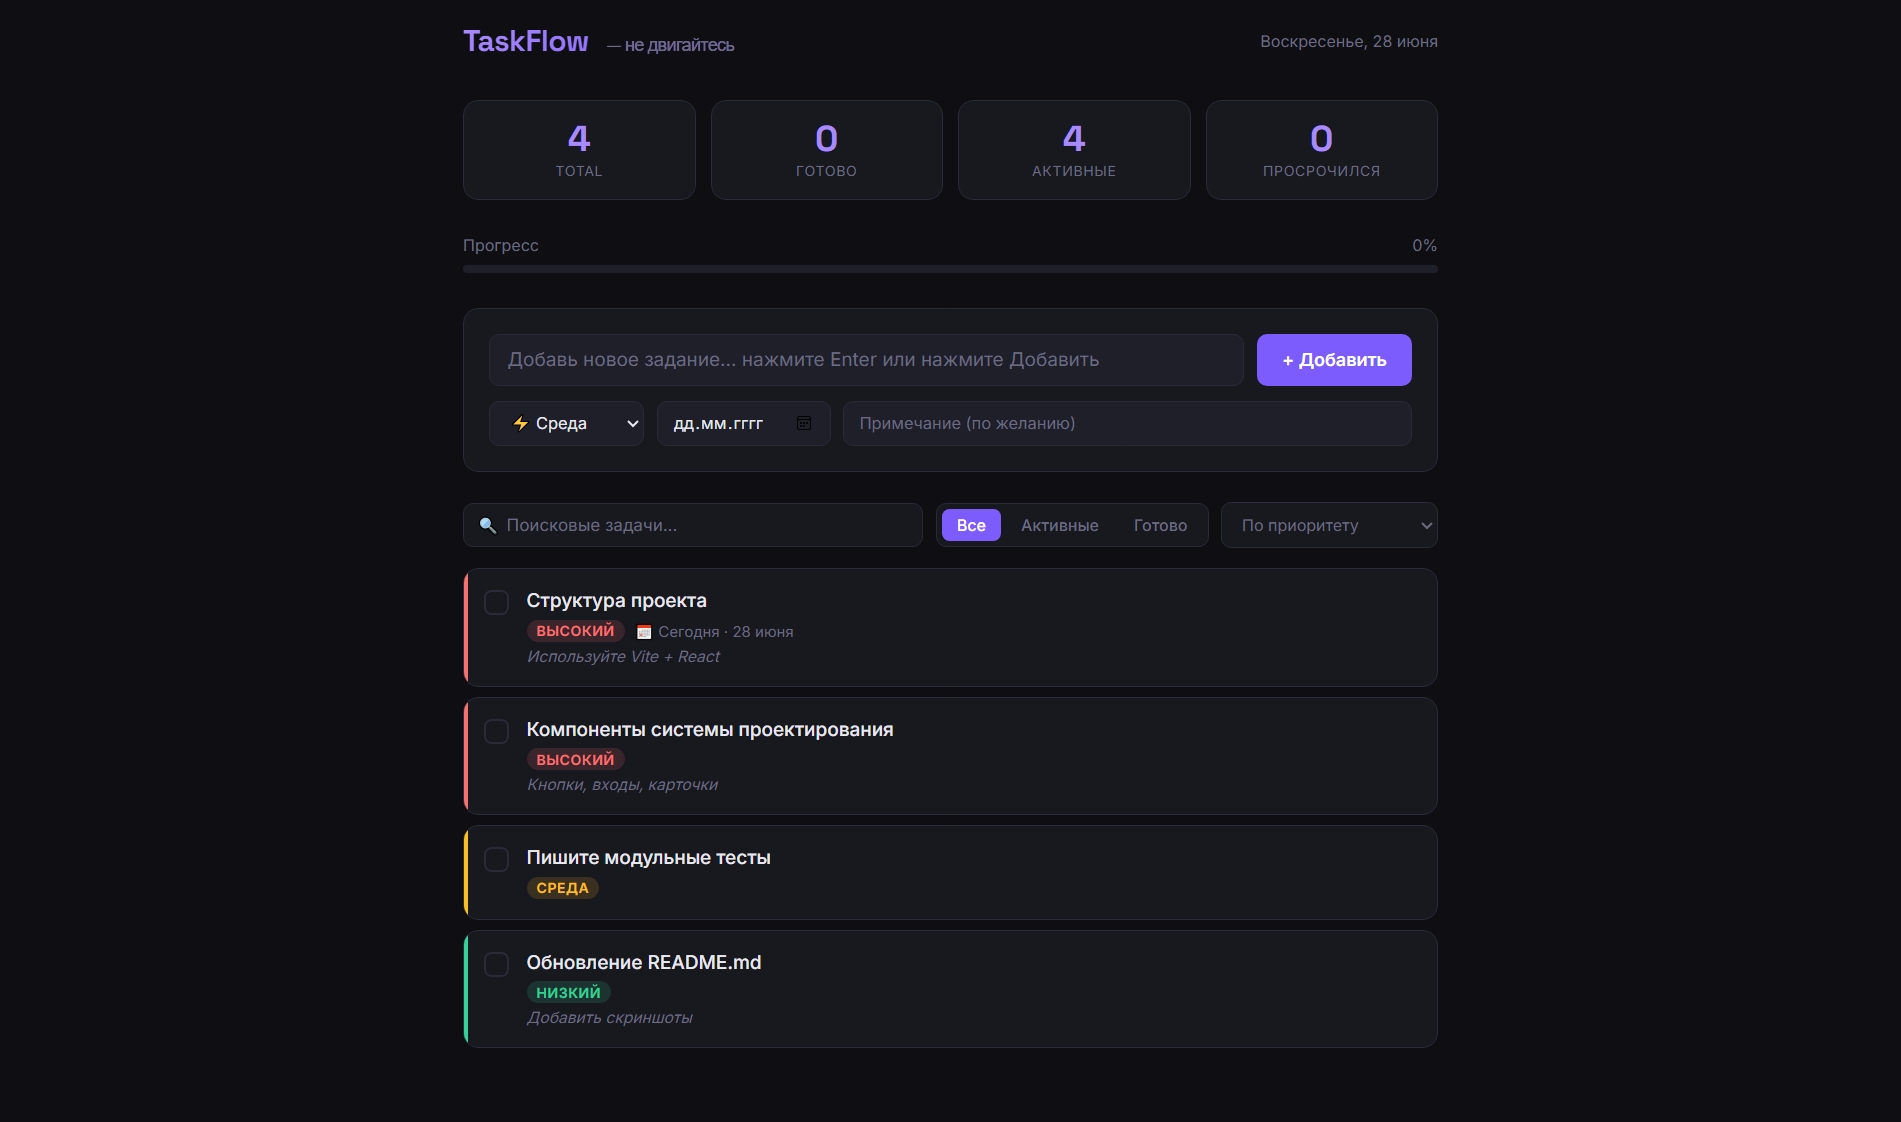 TaskFlow — не двигайтесь
Воскресенье, 28 июня
4
TOTAL
0
ГОТОВО
4
АКТИВНЫЕ
0
ПРОСРОЧИЛСЯ
Прогресс
0%
Добавь новое задание... нажмите Enter или нажмите Добавить
+ Добавить
⚡ Среда
дд.мм.гггг
Примечание (по желанию)
🔍 Поисковые задачи...
Все
Активные
Готово
По приоритету
Структура проекта
ВЫСОКИЙ 📅 Сегодня · 28 июня
Используйте Vite + React
Компоненты системы проектирования
ВЫСОКИЙ
Кнопки, входы, карточки
Пишите модульные тесты
СРЕДА
Обновление README.md
НИЗКИЙ
Добавить скриншоты